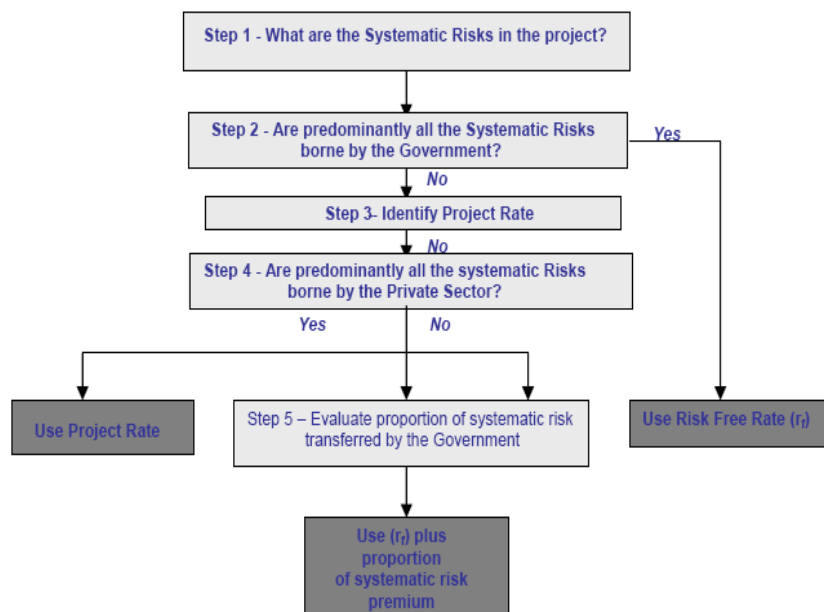 Step 1 - What are the Systematic Risks in the project?
Step 2 - Are predominantly all the Systematic Risks
borne by the Government?
Yes
No
Step 3- Identify Project Rate
No
Step 4 - Are predominantly all the systematic Risks
borne by the Private Sector?
Yes
No
Use Project Rate
Step 5 – Evaluate proportion of systematic risk
transferred by the Government
Use Risk Free Rate (rf)
Use (rf) plus
proportion
of systematic risk
premium